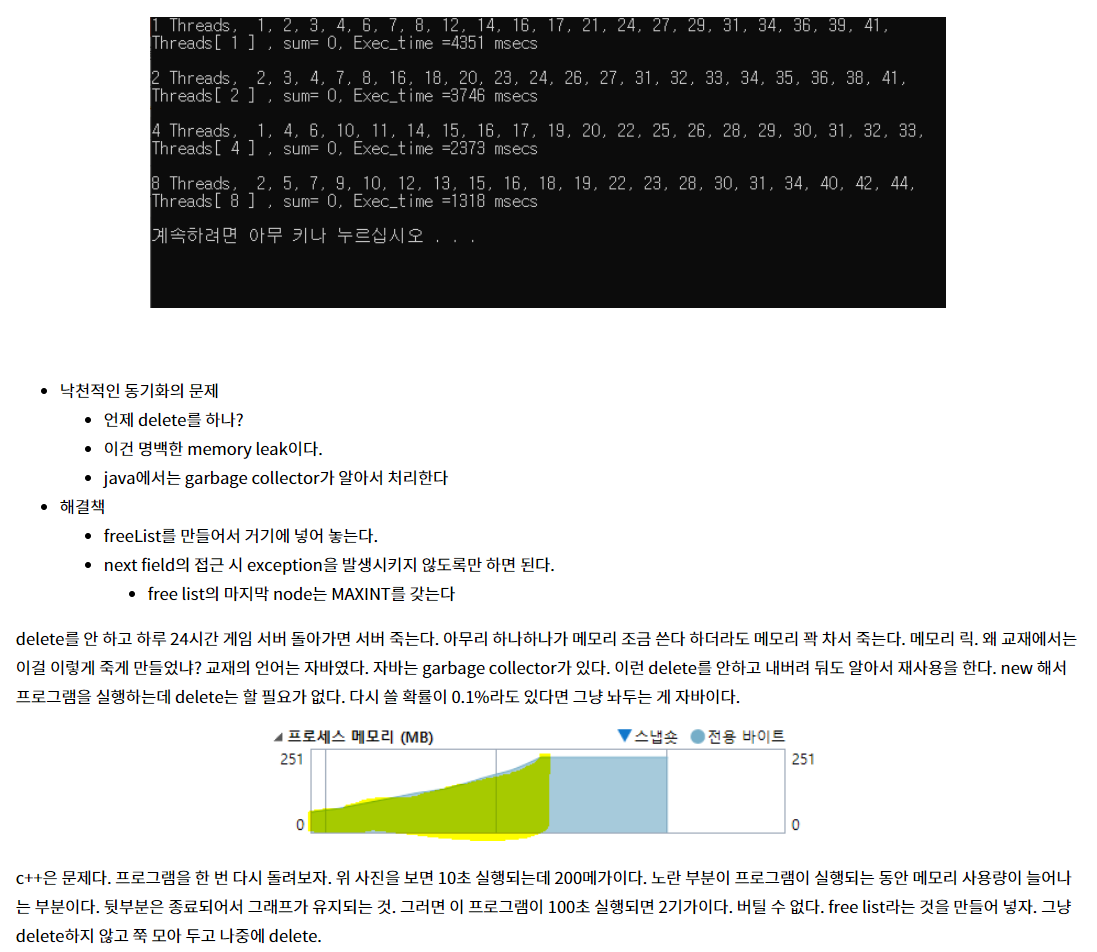 1 Threads,  1, 2, 3, 4, 6, 7, 8, 12, 14, 16, 17, 21, 24, 27, 29, 31, 34, 36, 39, 41,
Threads[ 1 ] , sum= 0, Exec_time =4351 msecs
2 Threads,  2, 3, 4, 7, 8, 16, 18, 20, 23, 24, 26, 27, 31, 32, 33, 34, 35, 36, 38, 41,
Threads[ 2 ] , sum= 0, Exec_time =3746 msecs
4 Threads,  1, 4, 6, 10, 11, 14, 15, 16, 17, 19, 20, 22, 25, 26, 28, 29, 30, 31, 32, 33,
Threads[ 4 ] , sum= 0, Exec_time =2373 msecs
8 Threads,  2, 5, 7, 9, 10, 12, 13, 15, 16, 18, 19, 22, 23, 28, 30, 31, 34, 40, 42, 44,
Threads[ 8 ] , sum= 0, Exec_time =1318 msecs
계속하려면 아무 키나 누르십시오 . . .
낙천적인 동기화의 문제
언제 delete를 하나?
이건 명백한 memory leak이다.
java에서는 garbage collector가 알아서 처리한다
해결책
freeList를 만들어서 거기에 넣어 놓는다.
next field의 접근 시 exception을 발생시키지 않도록만 하면 된다.
free list의 마지막 node는 MAXINT를 갖는다
delete를 안 하고 하루 24시간 게임 서버 돌아가면 서버 죽는다. 아무리 하나하나가 메모리 조금 쓴다 하더라도 메모리 꽉 차서 죽는다. 메모리 릭. 왜 교재에서는
이걸 이렇게 죽게 만들었냐? 교재의 언어는 자바였다. 자바는 garbage collector가 있다. 이런 delete를 안하고 내버려 둬도 알아서 재사용을 한다. new 해서
프로그램을 실행하는데 delete는 할 필요가 없다. 다시 쓸 확률이 0.1%라도 있다면 그냥 놔두는 게 자바이다.
프로세스 메모리 (MB) 스냅숏 전용 바이트
251 251
0 0
c++은 문제다. 프로그램을 한 번 다시 돌려보자. 위 사진을 보면 10초 실행되는데 200메가이다. 노란 부분이 프로그램이 실행되는 동안 메모리 사용량이 늘어나
는 부분이다. 뒷부분은 종료되어서 그래프가 유지되는 것. 그러면 이 프로그램이 100초 실행되면 2기가이다. 버틸 수 없다. free list라는 것을 만들어 넣자. 그냥
delete하지 않고 쭉 모아 두고 나중에 delete.